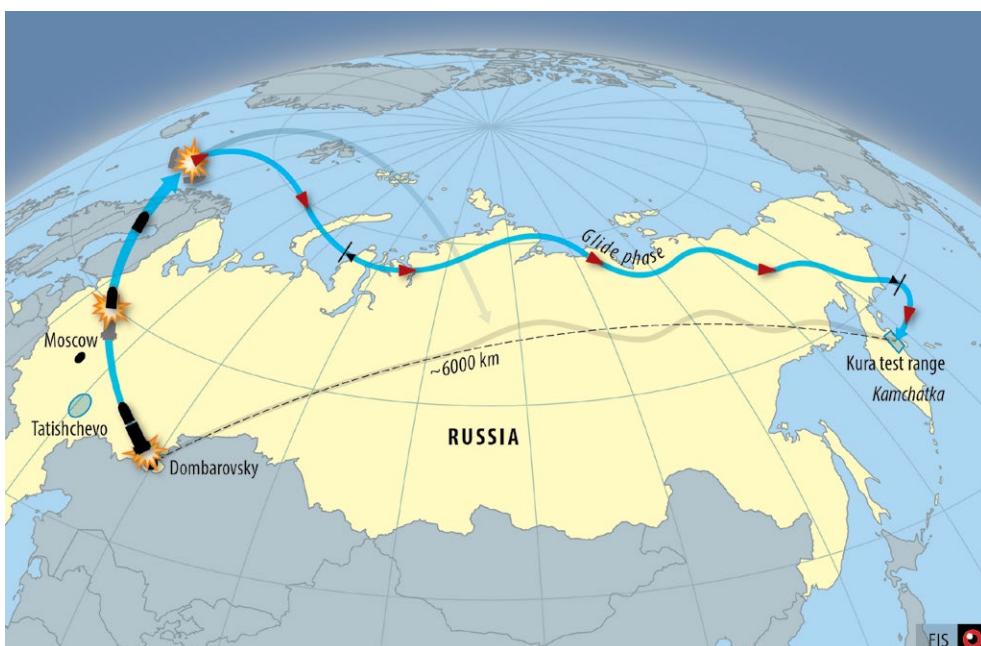 Glide phase
Moscow
~6000 km
Kura test range
Kamchatka
Tatishchevo
RUSSIA
Dombarovsky
FIS